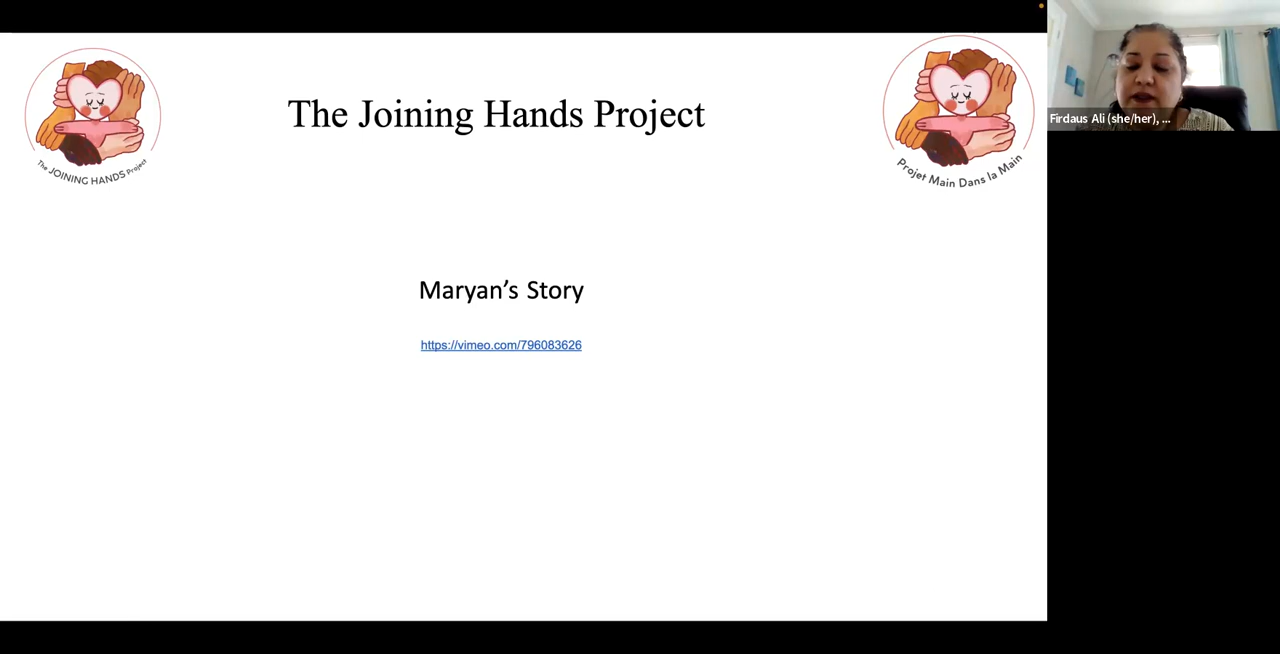 The JOINING HANDS Project
The Joining Hands Project
Projet Main Dans la Main
Firdaus Ali (she/her), ...
Maryan’s Story
https://vimeo.com/796083626